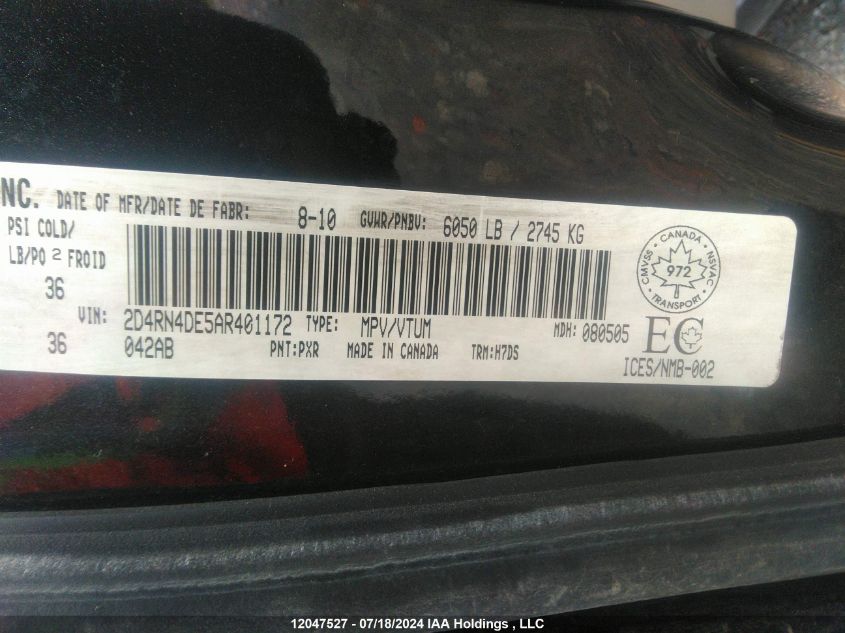 NC. DATE OF MFR/DATE DE FABR: 8-10 GVWR/PNBV: 6050 LB / 2745 KG
PSI COLD/
LB/PO 2 FROID
36
VIN: 2D4RN4DE5AR401172 TYPE: MPV/VTUM MDH: 080505
36 042AB PNT:PXR MADE IN CANADA TRM:H7DS
CANADA
CMVSS NSVAC
972
TRANSPORT
EC
ICES/NMB-002
12047527 - 07/18/2024 IAA Holdings , LLC